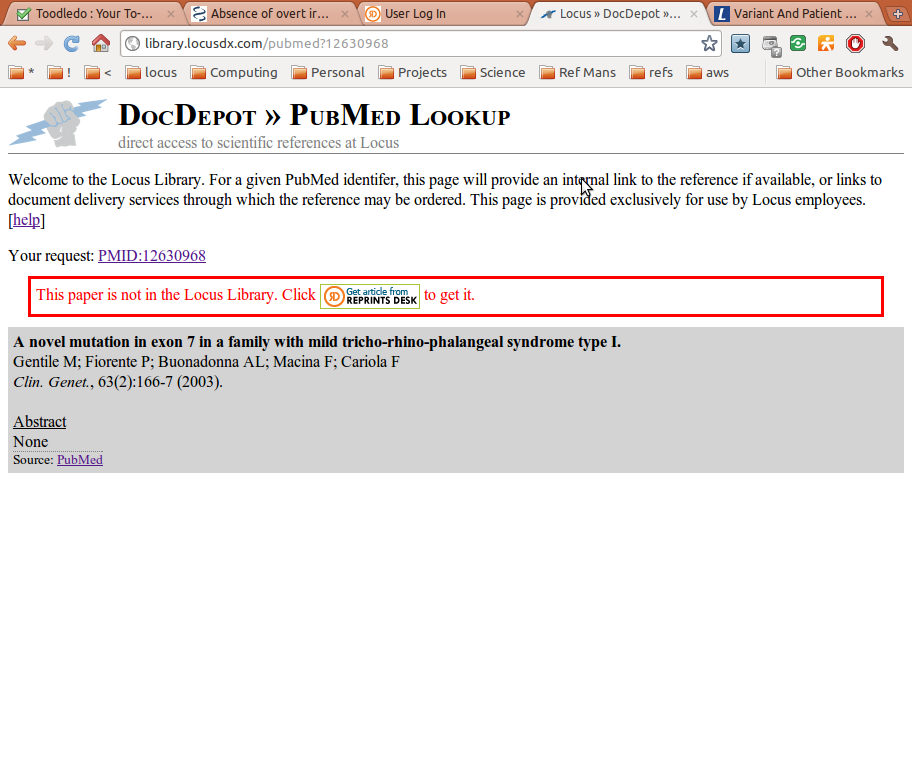 Toodledo : Your To-...
Absence of overt ir...
User Log In
Locus » DocDepot »...
Variant And Patient ...
library.locusdx.com/pubmed?12630968
*
!
<
locus
Computing
Personal
Projects
Science
Ref Mans
refs
aws
Other Bookmarks
DocDepot » PubMed Lookup
direct access to scientific references at Locus
Welcome to the Locus Library. For a given PubMed identifer, this page will provide an internal link to the reference if available, or links to
document delivery services through which the reference may be ordered. This page is provided exclusively for use by Locus employees.
[help]
Your request: PMID:12630968
This paper is not in the Locus Library. Click Get article from REPRINTS DESK to get it.
A novel mutation in exon 7 in a family with mild tricho-rhino-phalangeal syndrome type I.
Gentile M; Fiorente P; Buonadonna AL; Macina F; Cariola F
Clin. Genet., 63(2):166-7 (2003).
Abstract
None
Source: PubMed